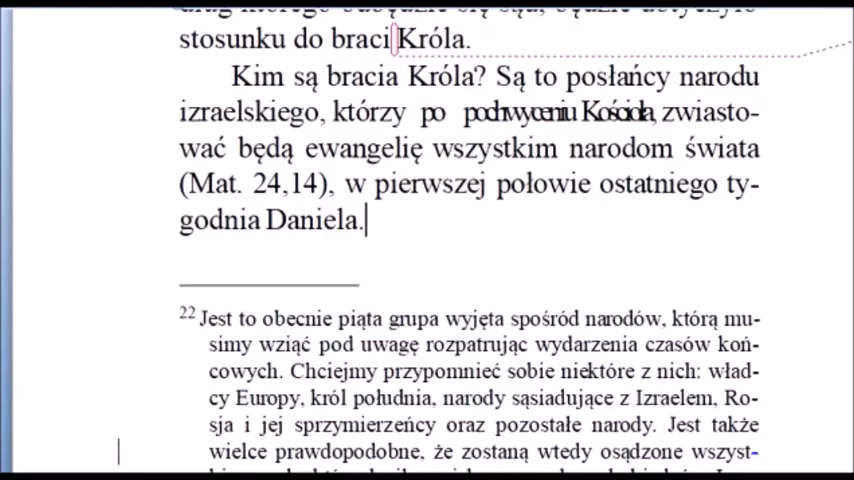 stosunku do braci Króla.
Kim są bracia Króla? Są to posłańcy narodu
izraelskiego, którzy po pochwyceniu Kościoła, zwiasto-
wać będą ewangelię wszystkim narodom świata
(Mat. 24,14), w pierwszej połowie ostatniego ty-
godnia Daniela.
22 Jest to obecnie piąta grupa wyjęta spośród narodów, którą mu-
simy wziąć pod uwagę rozpatrując wydarzenia czasów koń-
cowych. Chciejmy przypomnieć sobie niektóre z nich: wład-
cy Europy, król południa, narody sąsiadujące z Izraelem, Ro-
sja i jej sprzymierzeńcy oraz pozostałe narody. Jest także
wielce prawdopodobne, że zostaną wtedy osądzone wszyst-